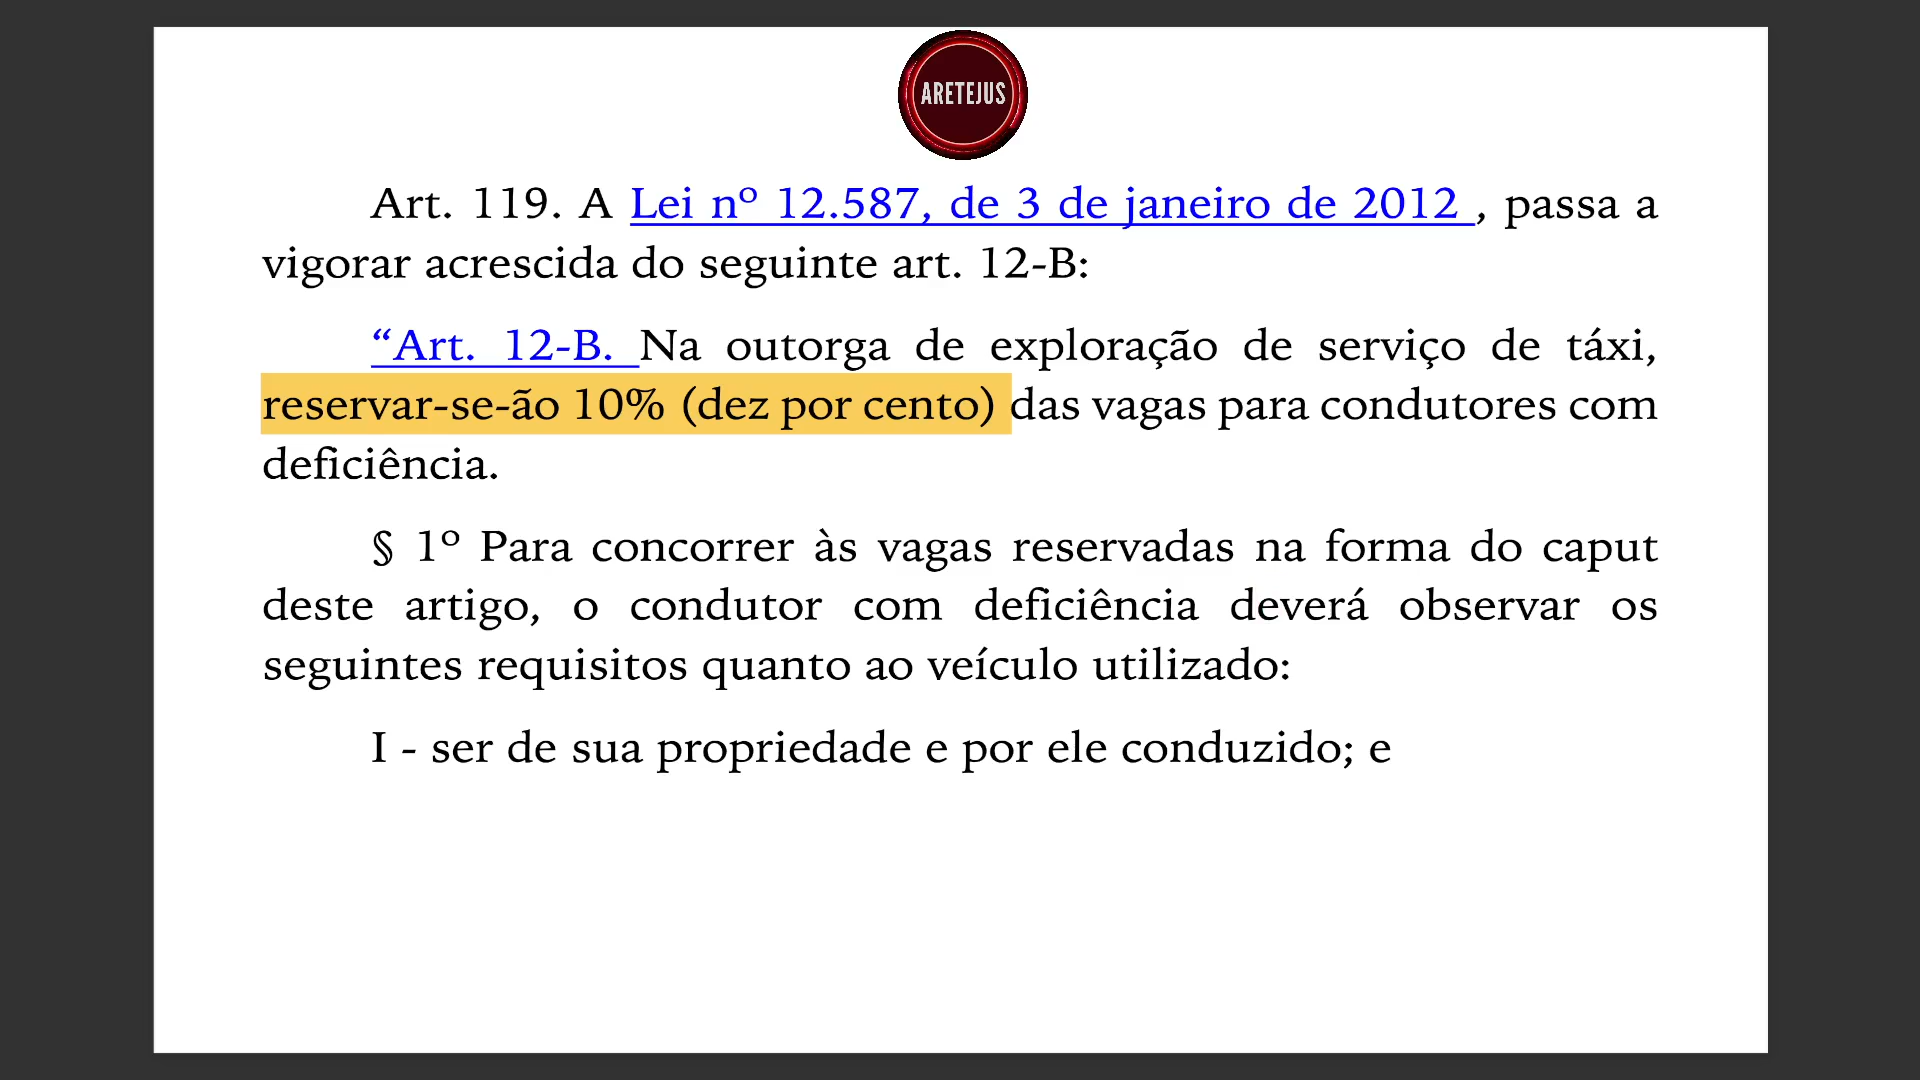 ARETEJUS
Art. 119. A Lei nº 12.587, de 3 de janeiro de 2012 , passa a
vigorar acrescida do seguinte art. 12-B:
“Art. 12-B. Na outorga de exploração de serviço de táxi,
reservar-se-ão 10% (dez por cento) das vagas para condutores com
deficiência.
§ 1º Para concorrer às vagas reservadas na forma do caput
deste artigo, o condutor com deficiência deverá observar os
seguintes requisitos quanto ao veículo utilizado:
I - ser de sua propriedade e por ele conduzido; e